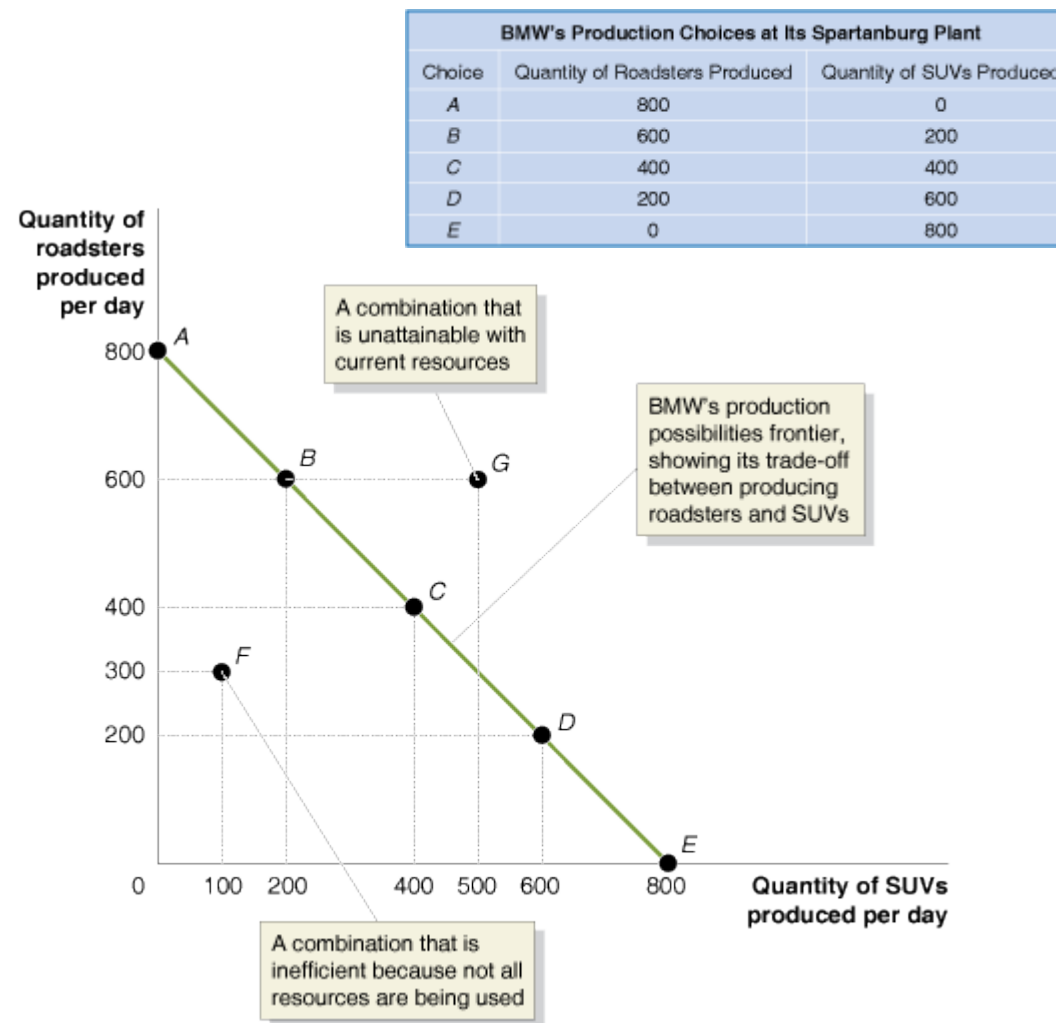 BMW's Production Choices at Its Spartanburg Plant
Choice Quantity of Roadsters Produced Quantity of SUVs Produced
A 800 0
B 600 200
C 400 400
D 200 600
E 0 800
Quantity of
roadsters
produced
per day
A combination that
is unattainable with
current resources
800 A
BMW's production
possibilities frontier,
showing its trade-off
between producing
roadsters and SUVs
600 B G
400 C
300 F
200 D
E
0 100 200 400 500 600 800
Quantity of SUVs
produced per day
A combination that is
inefficient because not all
resources are being used